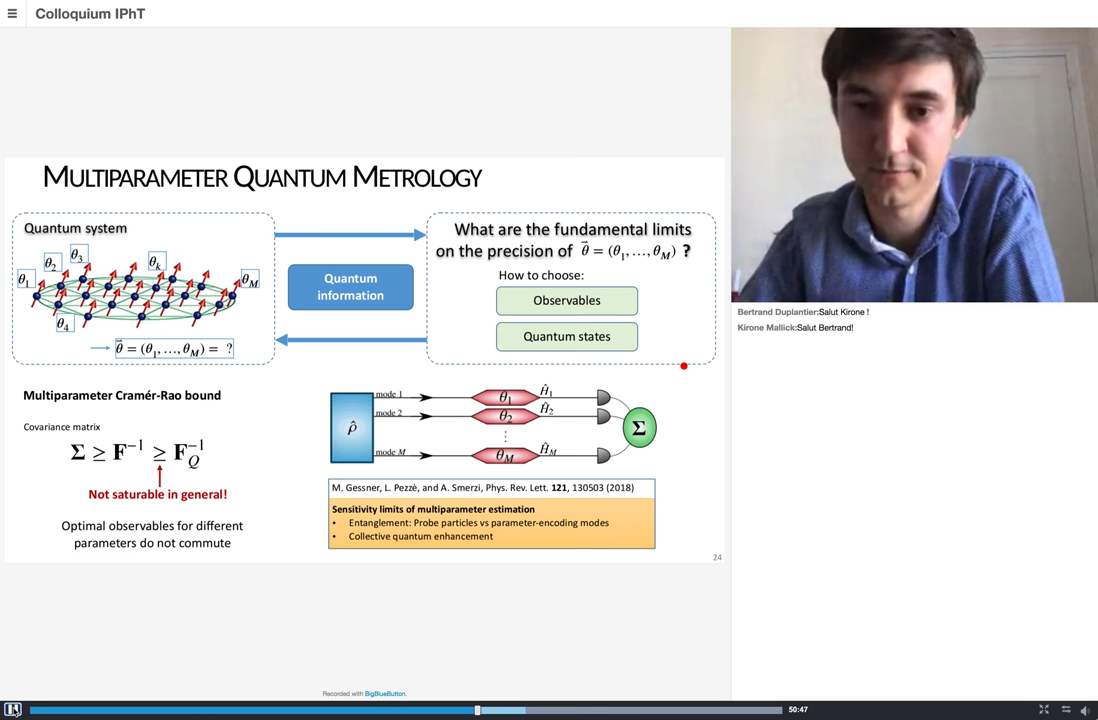 Colloquium IPhT
MULTIPARAMETER QUANTUM METROLOGY
Quantum system
θ₁
θ₂
θ₃
θ₄
θₖ
θ_M
θ⃗ = (θ₁,…,θ_M) = ?
Quantum
information
What are the fundamental limits
on the precision of θ⃗ = (θ₁,…,θ_M) ?
How to choose:
Observables
Quantum states
Multiparameter Cramér-Rao bound
Covariance matrix
Σ ≥ F⁻¹ ≥ F_Q⁻¹
Not saturable in general!
Optimal observables for different
parameters do not commute
ρ̂
mode 1
θ₁
Ĥ₁
mode 2
θ₂
Ĥ₂
⋮
mode M
θ_M
Ĥ_M
Σ
M. Gessner, L. Pezzè, and A. Smerzi, Phys. Rev. Lett. 121, 130503 (2018)
Sensitivity limits of multiparameter estimation
• Entanglement: Probe particles vs parameter-encoding modes
• Collective quantum enhancement
24
Bertrand Duplantier:Salut Kirone !
Kirone Mallick:Salut Bertrand!
Recorded with BigBlueButton.
50:47